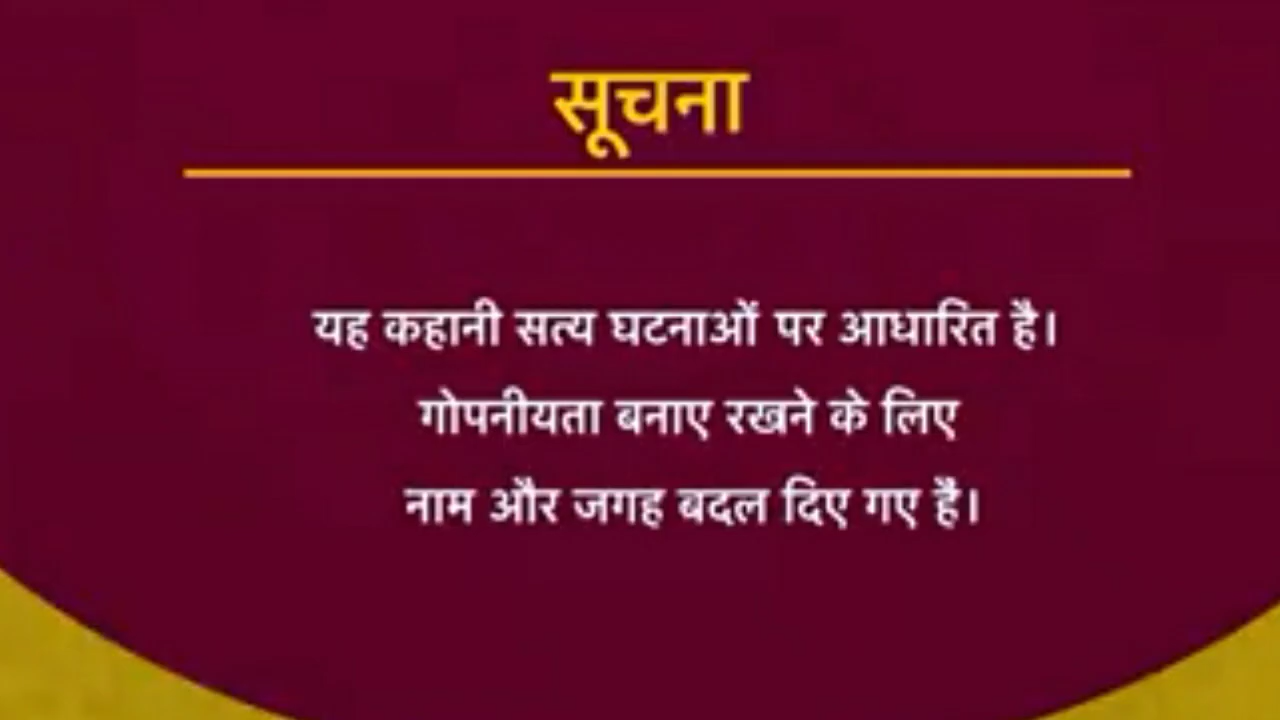 सूचना
यह कहानी सत्य घटनाओं पर आधारित है।
गोपनीयता बनाए रखने के लिए
नाम और जगह बदल दिए गए है।